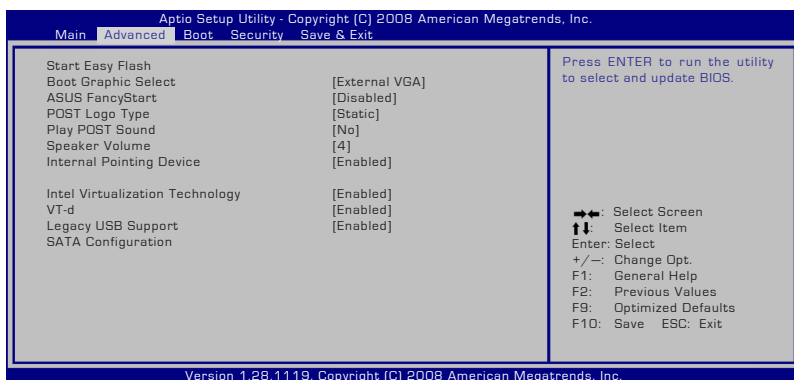 Aptio Setup Utility - Copyright (C) 2008 American Megatrends, Inc.
Main Advanced Boot Security Save & Exit
Start Easy Flash
Boot Graphic Select [External VGA]
ASUS FancyStart [Disabled]
POST Logo Type [Static]
Play POST Sound [No]
Speaker Volume [4]
Internal Pointing Device [Enabled]
Intel Virtualization Technology [Enabled]
VT-d [Enabled]
Legacy USB Support [Enabled]
SATA Configuration
Press ENTER to run the utility
to select and update BIOS.
→←: Select Screen
↑↓: Select Item
Enter: Select
+/—: Change Opt.
F1: General Help
F2: Previous Values
F9: Optimized Defaults
F10: Save ESC: Exit
Version 1.28.1119. Copyright (C) 2008 American Megatrends, Inc.